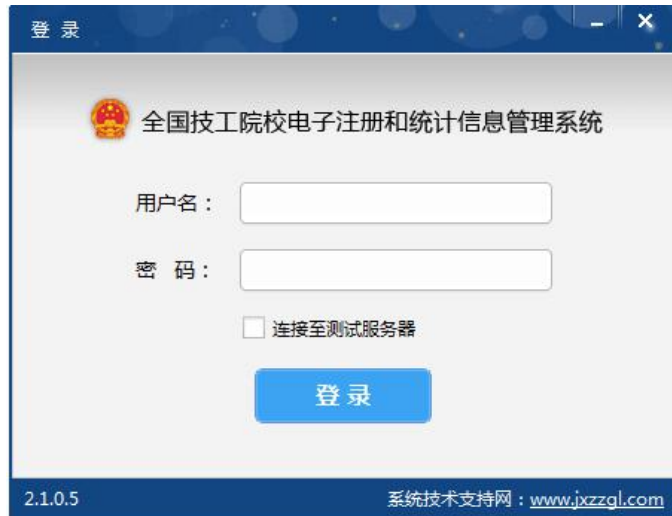 登 录
全国技工院校电子注册和统计信息管理系统
用户名：
密 码：
连接至测试服务器
登 录
2.1.0.5 系统技术支持网：www.jxzzgl.com